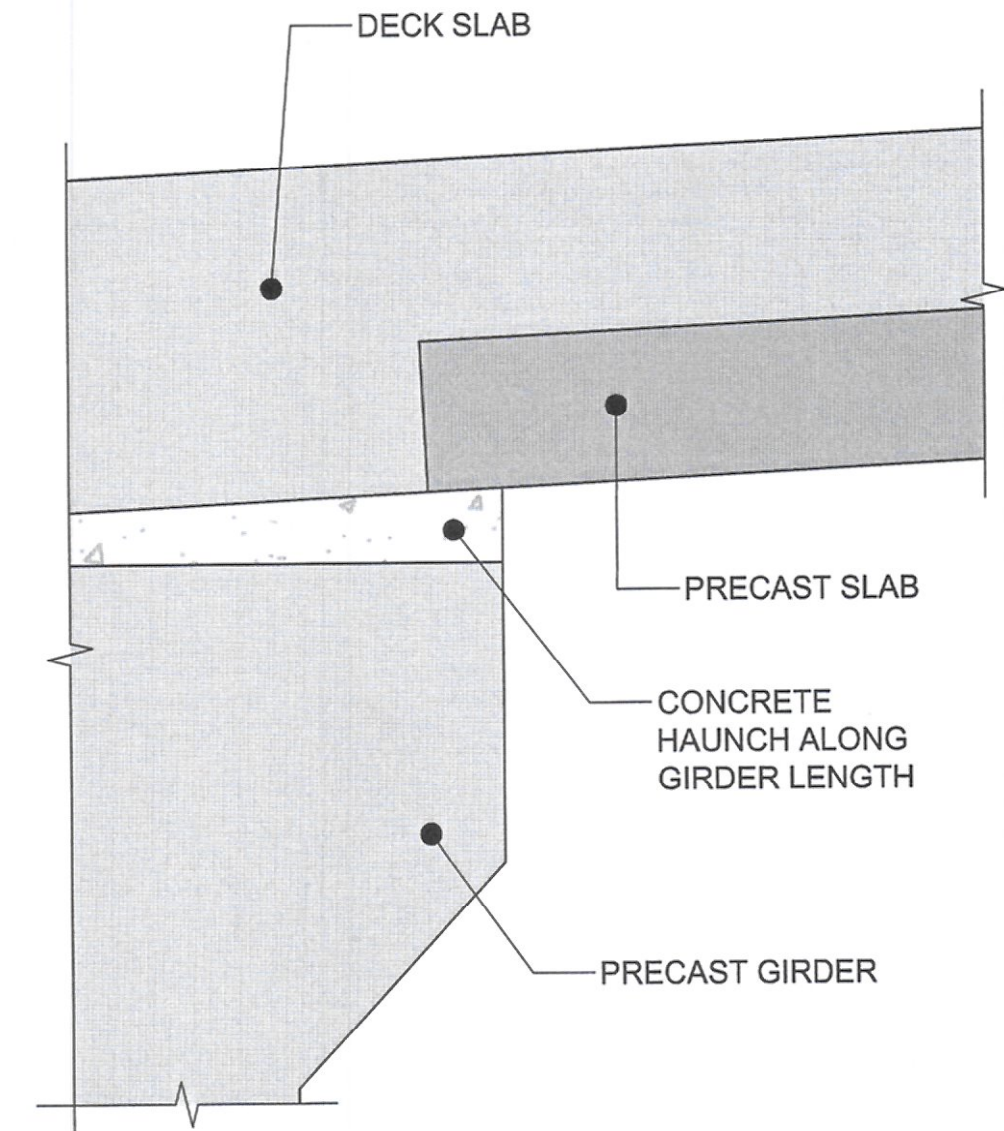 DECK SLAB
PRECAST SLAB
CONCRETE
HAUNCH ALONG
GIRDER LENGTH
PRECAST GIRDER